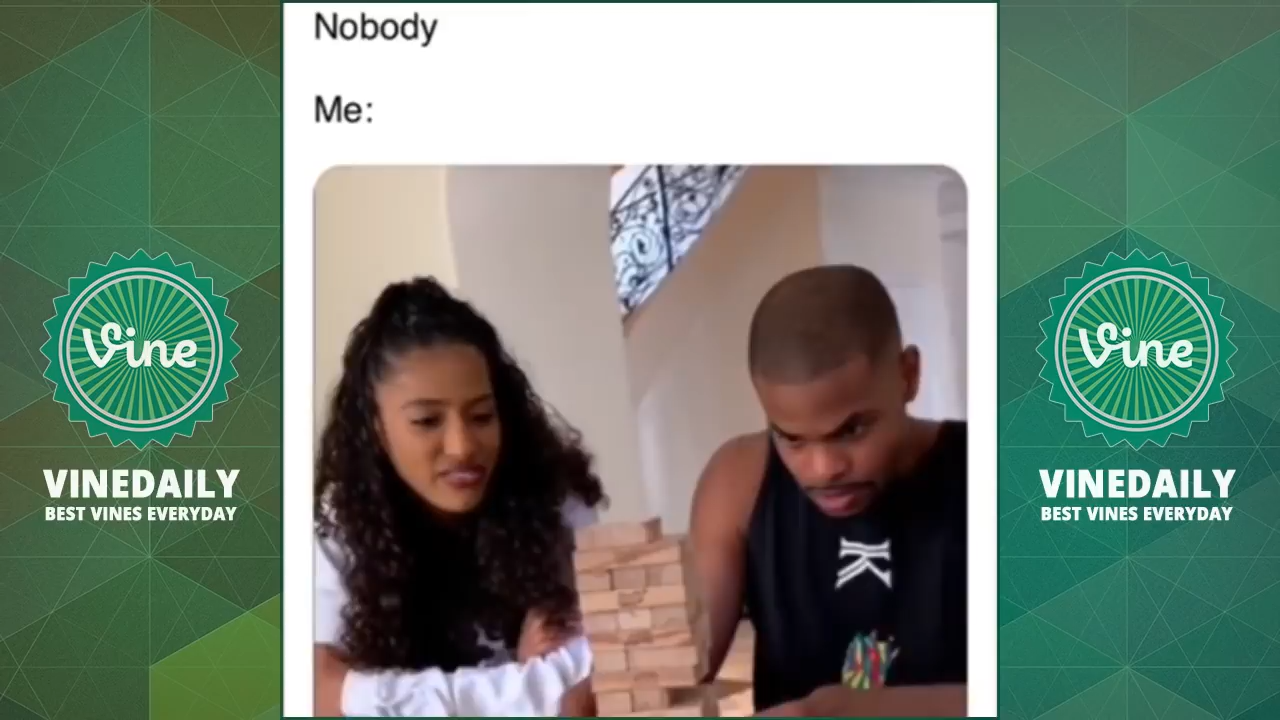 Nobody
Me:
Vine
VINEDAILY
BEST VINES EVERYDAY
K
Vine
VINEDAILY
BEST VINES EVERYDAY